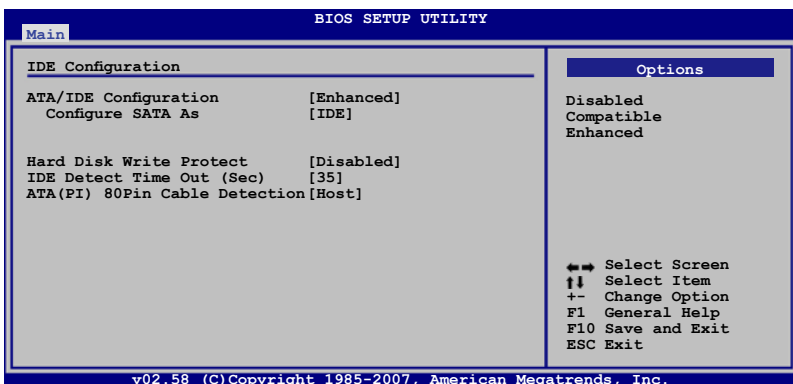 BIOS SETUP UTILITY
Main
IDE Configuration
ATA/IDE Configuration [Enhanced]
Configure SATA As [IDE]
Hard Disk Write Protect [Disabled]
IDE Detect Time Out (Sec) [35]
ATA(PI) 80Pin Cable Detection [Host]
Options
Disabled
Compatible
Enhanced
←→ Select Screen
↑↓ Select Item
+- Change Option
F1 General Help
F10 Save and Exit
ESC Exit
v02.58 (C)Copyright 1985-2007, American Megatrends, Inc.